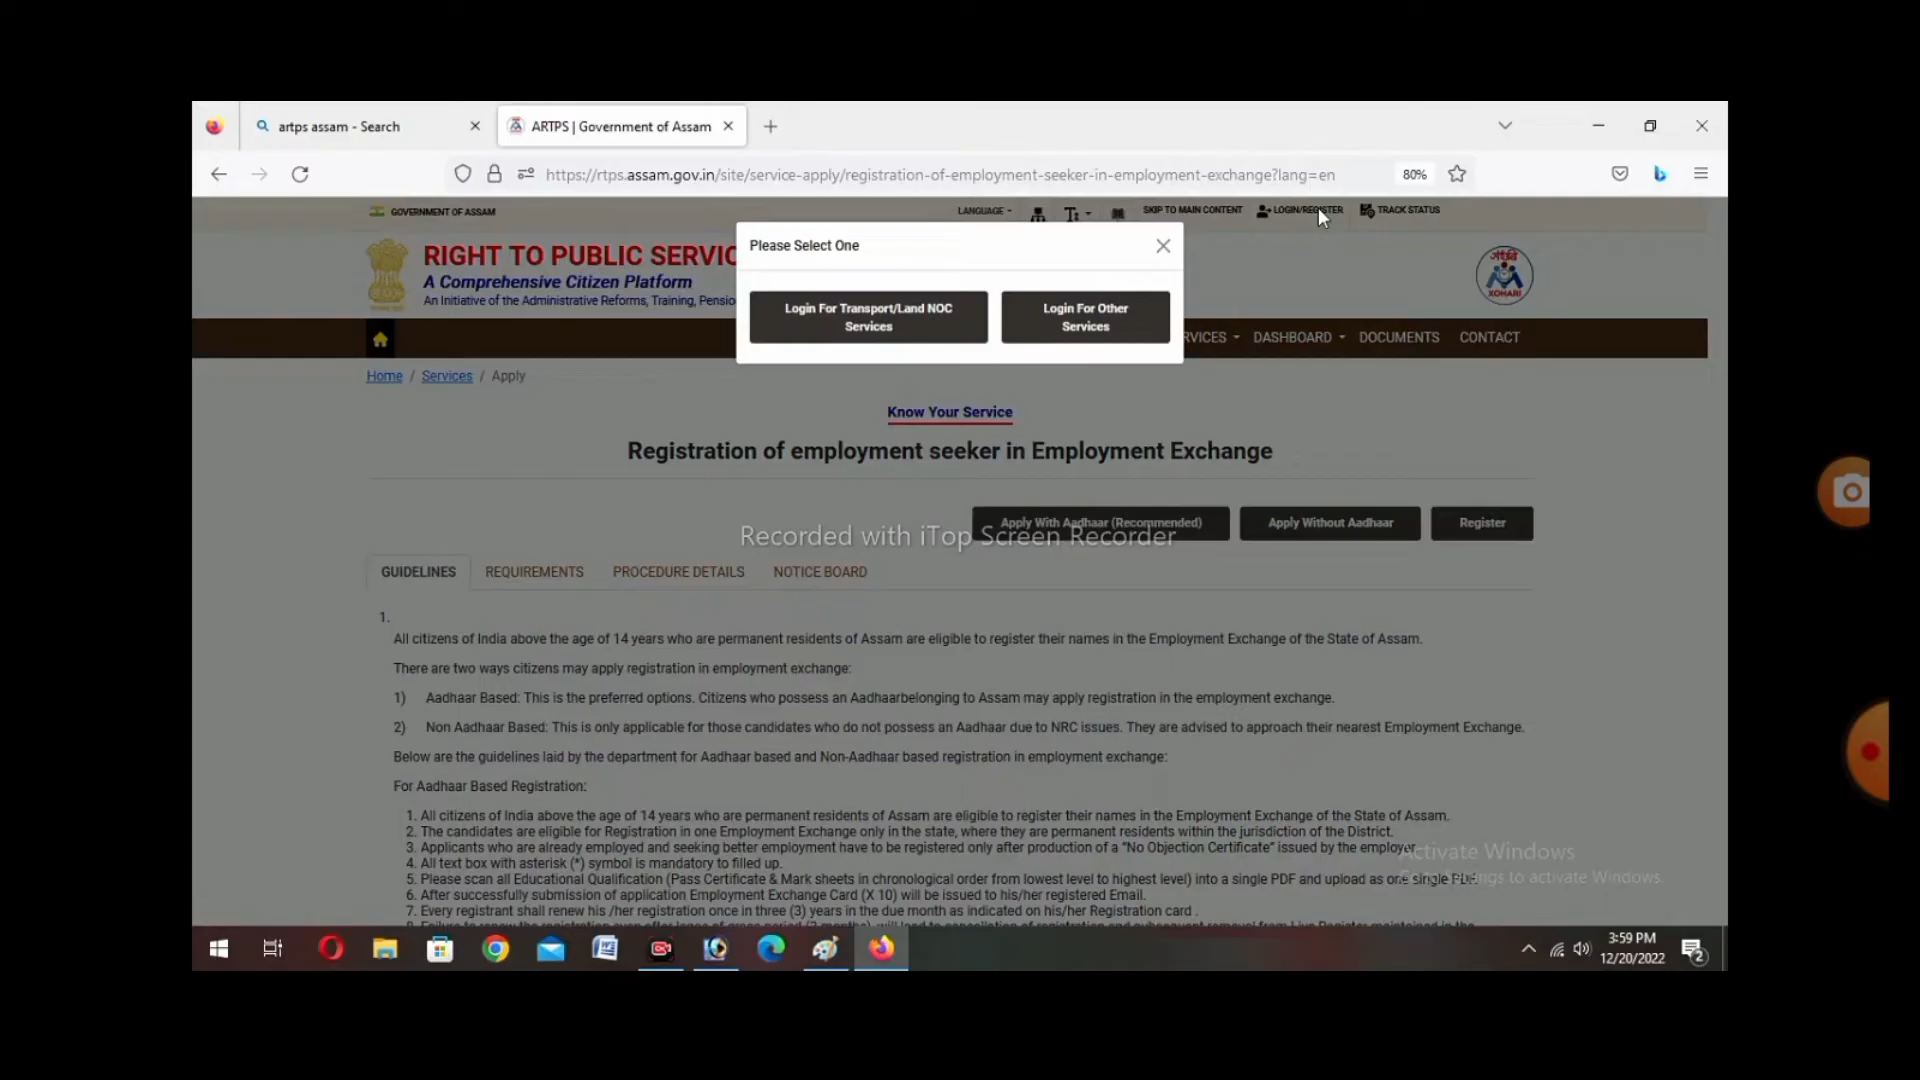 artps assam - Search
ARTPS | Government of Assam
https://rtps.assam.gov.in/site/service-apply/registration-of-employment-seeker-in-employment-exchange?lang=en
80%
GOVERNMENT OF ASSAM
LANGUAGE
SKIP TO MAIN CONTENT
LOGIN/REGISTER
TRACK STATUS
RIGHT TO PUBLIC SERVIC
A Comprehensive Citizen Platform
An Initiative of the Administrative Reforms, Training, Pensio
XOHARI
Please Select One
Login For Transport/Land NOC
Services
Login For Other
Services
RVICES
DASHBOARD
DOCUMENTS
CONTACT
Home / Services / Apply
Know Your Service
Registration of employment seeker in Employment Exchange
Apply With Aadhaar (Recommended)
Apply Without Aadhaar
Register
Recorded with iTop Screen Recorder
GUIDELINES
REQUIREMENTS
PROCEDURE DETAILS
NOTICE BOARD
1.
All citizens of India above the age of 14 years who are permanent residents of Assam are eligible to register their names in the Employment Exchange of the State of Assam.
There are two ways citizens may apply registration in employment exchange:
1) Aadhaar Based: This is the preferred options. Citizens who possess an Aadhaarbelonging to Assam may apply registration in the employment exchange.
2) Non Aadhaar Based: This is only applicable for those candidates who do not possess an Aadhaar due to NRC issues. They are advised to approach their nearest Employment Exchange.
Below are the guidelines laid by the department for Aadhaar based and Non-Aadhaar based registration in employment exchange:
For Aadhaar Based Registration:
1. All citizens of India above the age of 14 years who are permanent residents of Assam are eligible to register their names in the Employment Exchange of the State of Assam.
2. The candidates are eligible for Registration in one Employment Exchange only in the state, where they are permanent residents within the jurisdiction of the District.
3. Applicants who are already employed and seeking better employment have to be registered only after production of a "No Objection Certificate" issued by the employer
4. All text box with asterisk (*) symbol is mandatory to filled up.
5. Please scan all Educational Qualification (Pass Certificate & Mark sheets in chronological order from lowest level to highest level) into a single PDF and upload as one single PDF.
6. After successfully submission of application Employment Exchange Card (X 10) will be issued to his/her registered Email.
7. Every registrant shall renew his /her registration once in three (3) years in the due month as indicated on his/her Registration card .
Activate Windows
Go to Settings to activate Windows.
3:59 PM
12/20/2022
2